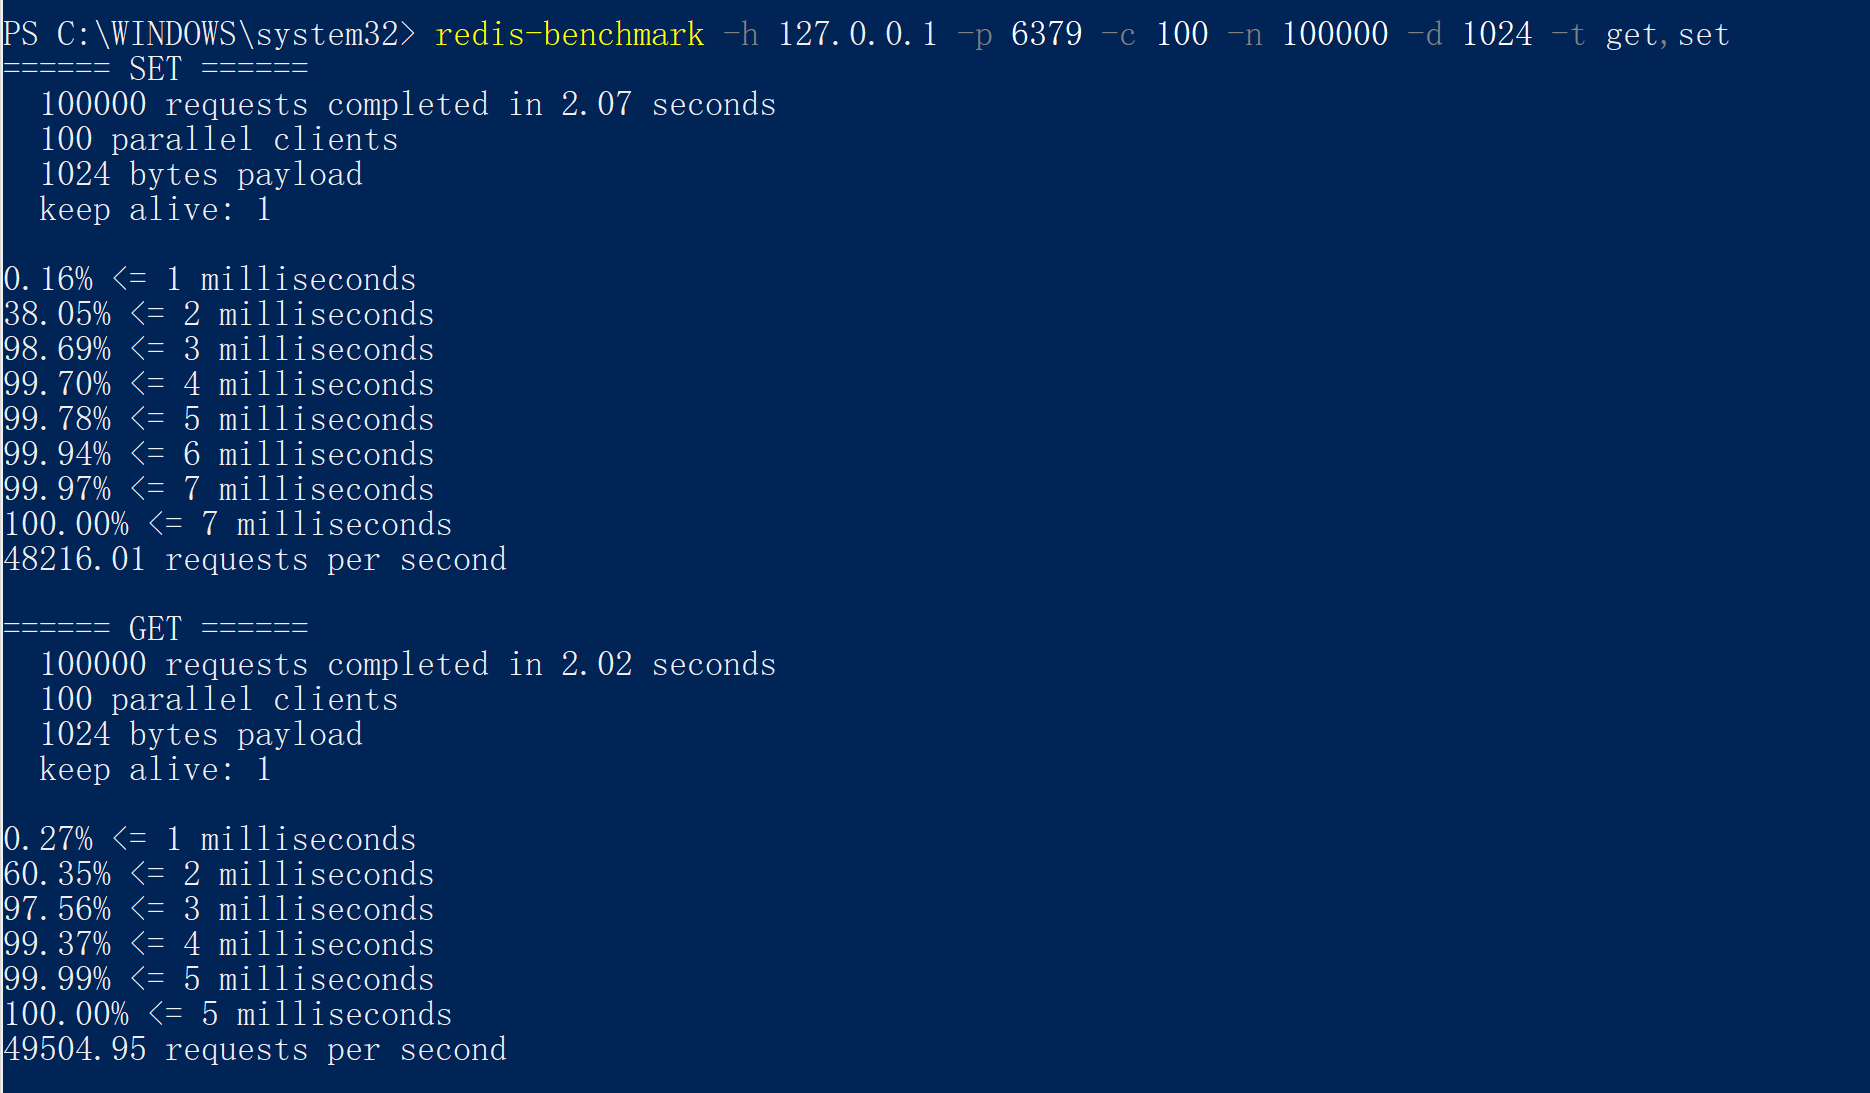 PS C:\WINDOWS\system32> redis-benchmark -h 127.0.0.1 -p 6379 -c 100 -n 100000 -d 1024 -t get,set
====== SET ======
  100000 requests completed in 2.07 seconds
  100 parallel clients
  1024 bytes payload
  keep alive: 1

0.16% <= 1 milliseconds
38.05% <= 2 milliseconds
98.69% <= 3 milliseconds
99.70% <= 4 milliseconds
99.78% <= 5 milliseconds
99.94% <= 6 milliseconds
99.97% <= 7 milliseconds
100.00% <= 7 milliseconds
48216.01 requests per second

====== GET ======
  100000 requests completed in 2.02 seconds
  100 parallel clients
  1024 bytes payload
  keep alive: 1

0.27% <= 1 milliseconds
60.35% <= 2 milliseconds
97.56% <= 3 milliseconds
99.37% <= 4 milliseconds
99.99% <= 5 milliseconds
100.00% <= 5 milliseconds
49504.95 requests per second